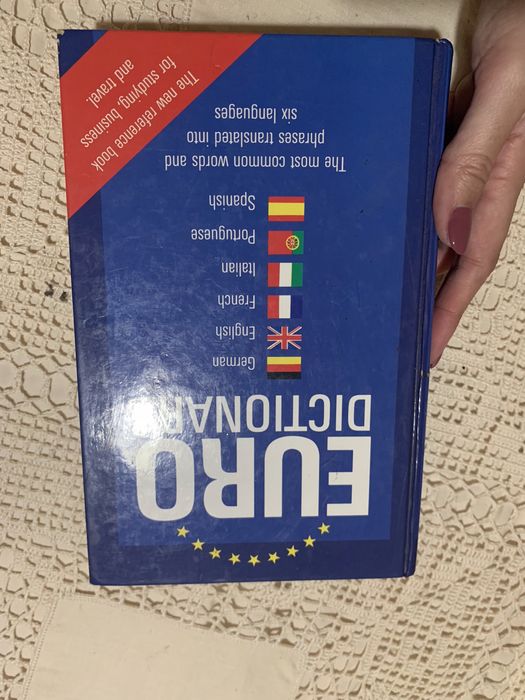 EURO
DICTIONARY
German
English
French
Italian
Portuguese
Spanish
The most common words and
phrases translated into
six languages
The new reference book
for studying, business
and travel.